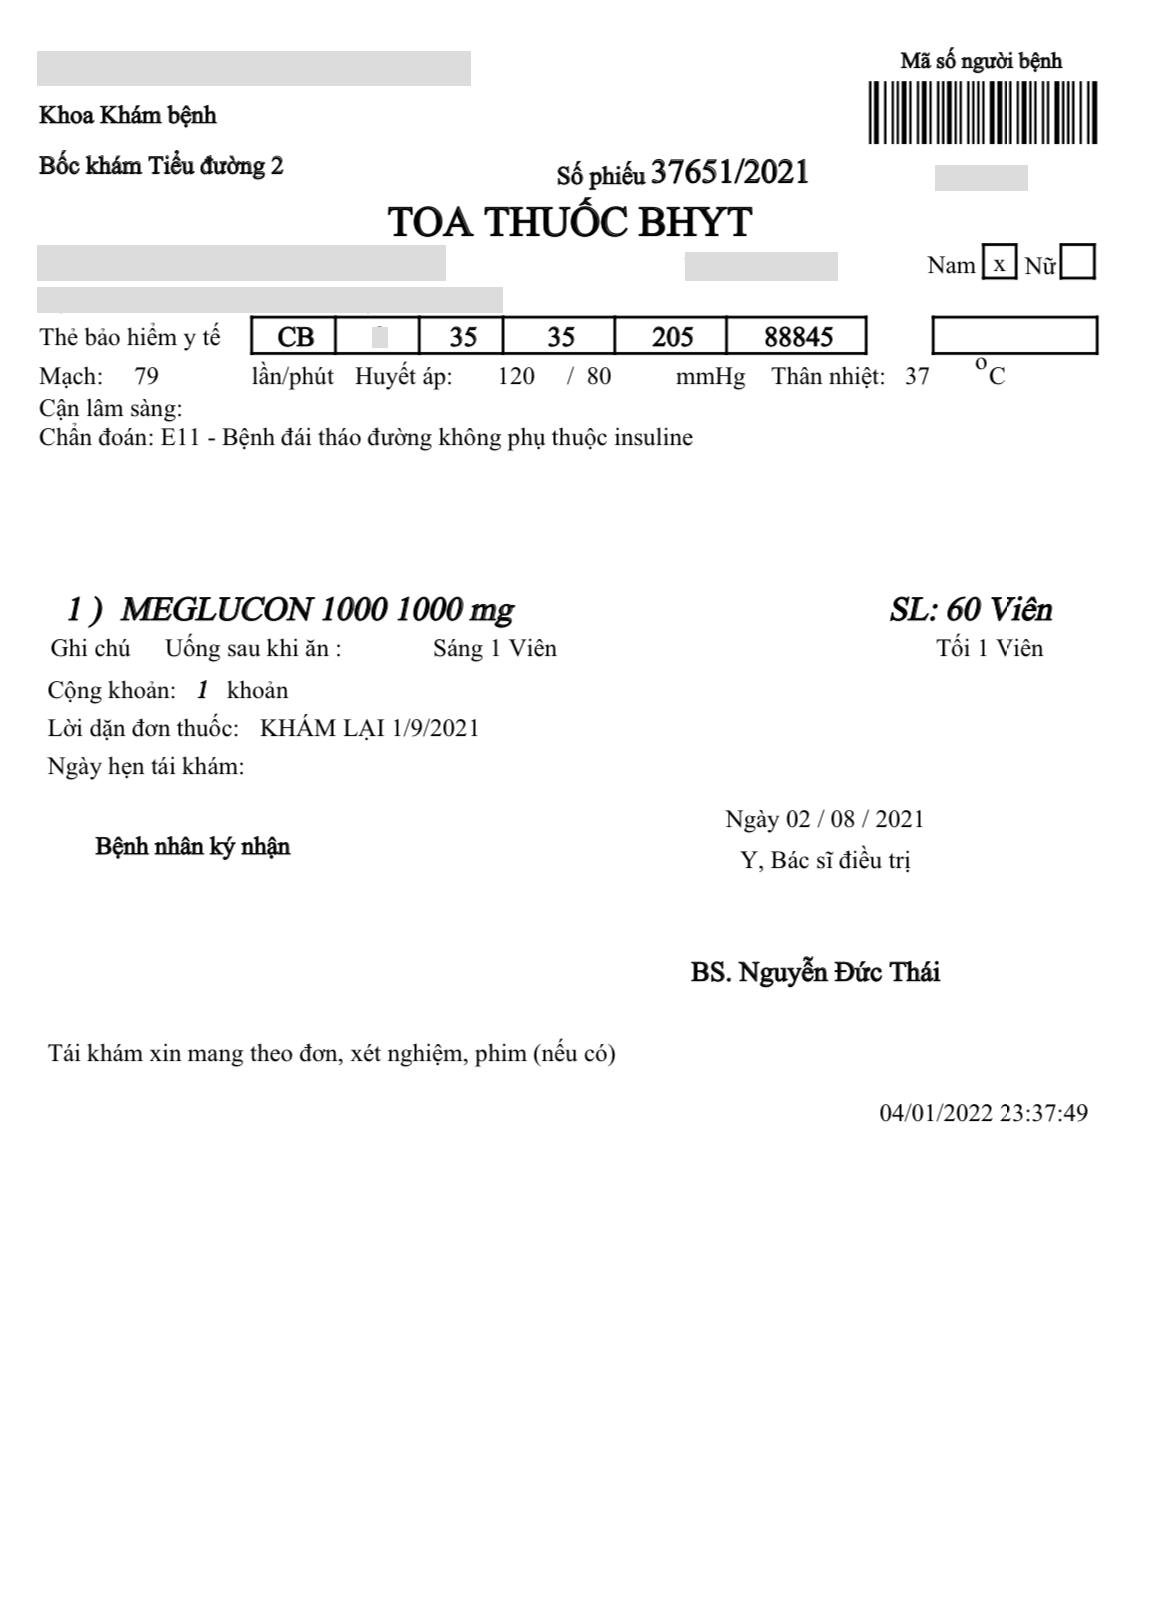 Mã số người bệnh
Khoa Khám bệnh
Bốc khám Tiểu đường 2
Số phiếu 37651/2021
TOA THUỐC BHYT
Nam x Nữ
Thẻ bảo hiểm y tế CB 35 35 205 88845
Mạch: 79 lần/phút Huyết áp: 120 / 80 mmHg Thân nhiệt: 37 °C
Cận lâm sàng:
Chẩn đoán: E11 - Bệnh đái tháo đường không phụ thuộc insuline
1 ) MEGLUCON 1000 1000 mg SL: 60 Viên
Ghi chú Uống sau khi ăn : Sáng 1 Viên Tối 1 Viên
Cộng khoản: 1 khoản
Lời dặn đơn thuốc: KHÁM LẠI 1/9/2021
Ngày hẹn tái khám:
Ngày 02 / 08 / 2021
Bệnh nhân ký nhận
Y, Bác sĩ điều trị
BS. Nguyễn Đức Thái
Tái khám xin mang theo đơn, xét nghiệm, phim (nếu có)
04/01/2022 23:37:49